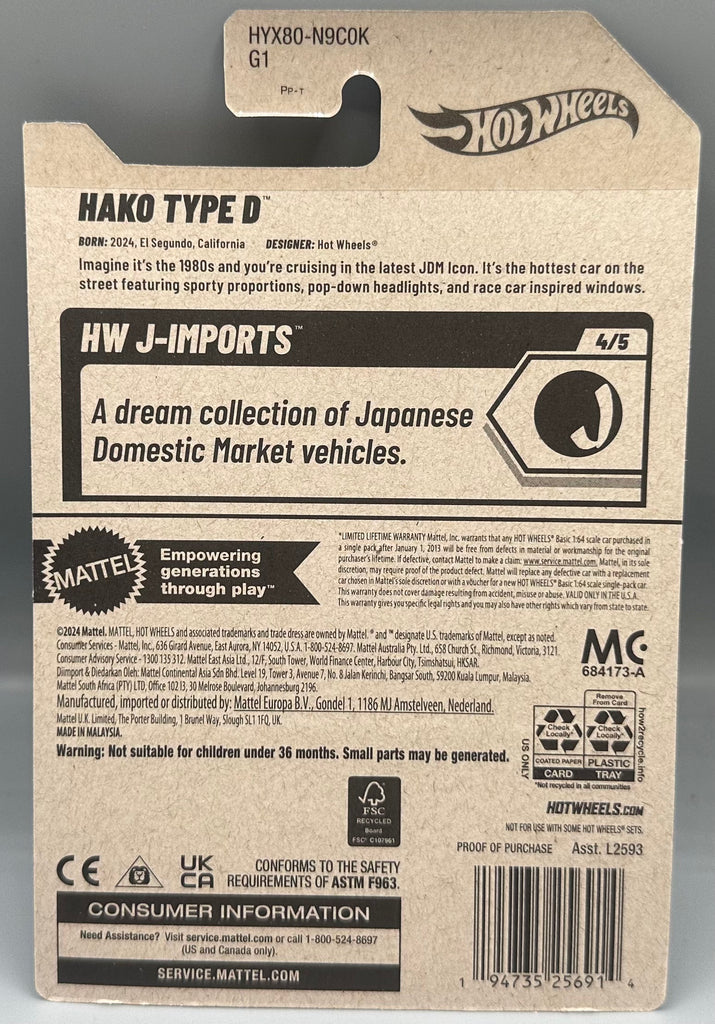 HYX80-N9C0K
G1
PP-T
HOT WHEELS
HAKO TYPE D™
BORN: 2024, El Segundo, California DESIGNER: Hot Wheels®
Imagine it's the 1980s and you're cruising in the latest JDM Icon. It's the hottest car on the
street featuring sporty proportions, pop-down headlights, and race car inspired windows.
HW J-IMPORTS™
4/5
A dream collection of Japanese
Domestic Market vehicles.
J
MATTEL
Empowering
generations
through play™
*LIMITED LIFETIME WARRANTY Mattel, Inc. warrants that any HOT WHEELS® Basic 1:64 scale car purchased in
a single pack after January 1, 2013 will be free from defects in material or workmanship for the original
purchaser's lifetime. If defective, contact Mattel to make a claim: www.service.mattel.com. Mattel, in its sole
discretion, may require proof of the product defect. Mattel will replace any defective car with a replacement
car chosen in Mattel's sole discretion or with a voucher for a new HOT WHEELS® Basic 1:64 scale single-pack car.
This warranty does not cover damage resulting from accident, misuse or abuse. VALID ONLY IN THE U.S.A.
This warranty gives you specific legal rights and you may also have other rights which vary from state to state.
©2024 Mattel. MATTEL, HOT WHEELS and associated trademarks and trade dress are owned by Mattel. ® and ™ designate U.S. trademarks of Mattel, except as noted.
Consumer Services - Mattel, Inc., 636 Girard Avenue, East Aurora, NY 14052, U.S.A. 1-800-524-8697. Mattel Australia Pty. Ltd., 658 Church St., Richmond, Victoria, 3121.
Consumer Advisory Service - 1300 135 312. Mattel East Asia Ltd., 12/F, South Tower, World Finance Center, Harbour City, Tsimshatsui, HKSAR.
Diimport & Diedarkan Oleh: Mattel Continental Asia Sdn Bhd. Level 19, Tower 3, Avenue 7, No. 8 Jalan Kerinchi, Bangsar South, 59200 Kuala Lumpur, Malaysia.
Mattel South Africa (PTY) LTD, Office 102 I3, 30 Melrose Boulevard, Johannesburg 2196.
Manufactured, imported or distributed by: Mattel Europa B.V., Gondel 1, 1186 MJ Amstelveen, Nederland.
Mattel U.K. Limited, The Porter Building, 1 Brunel Way, Slough SL1 1FQ, UK.
MADE IN MALAYSIA.
MC
684173-A
Warning: Not suitable for children under 36 months. Small parts may be generated.
US ONLY
Remove
From Card
Check
Locally*
Check
Locally*
COATED PAPER
PLASTIC
CARD
TRAY
how2recycle.info
*Not recycled in all communities
FSC
RECYCLED
Board
FSC® C107661
HOTWHEELS.COM
NOT FOR USE WITH SOME HOT WHEELS® SETS.
PROOF OF PURCHASE Asst. L2593
CE
UK
CA
CONFORMS TO THE SAFETY
REQUIREMENTS OF ASTM F963.
CONSUMER INFORMATION
Need Assistance? Visit service.mattel.com or call 1-800-524-8697
(US and Canada only).
SERVICE.MATTEL.COM
1 94735 25691 4